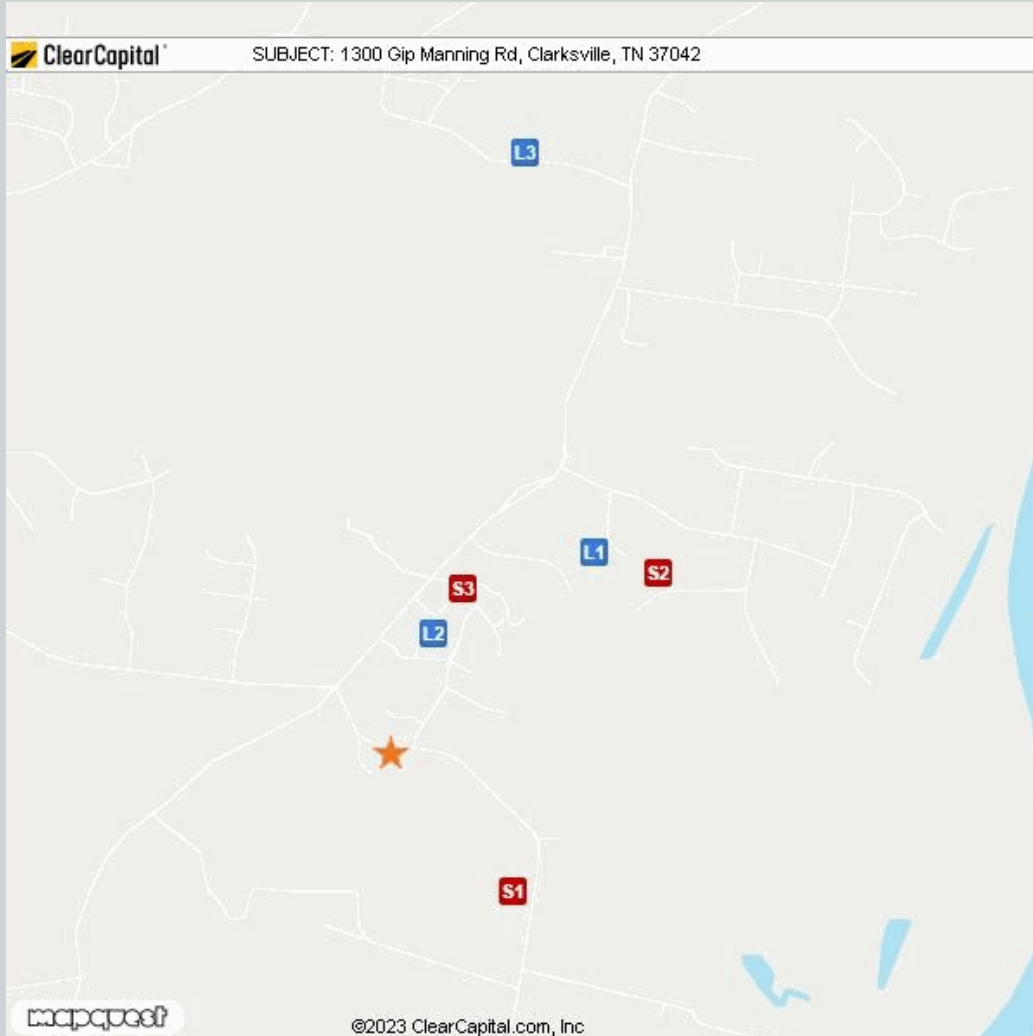 ClearCapital SUBJECT: 1300 Gip Manning Rd, Clarksville, TN 37042
L3
L1
S2
S3
L2
S1
mapquest
©2023 ClearCapital.com, Inc